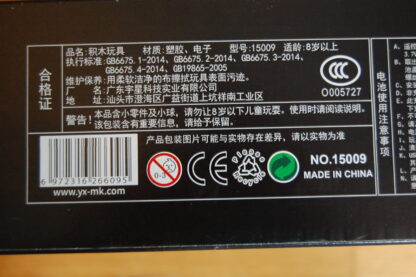 合格证
品名：积木玩具 材质：塑胶、电子 型号：15009 适龄：8岁以上
执行标准：GB6675.1-2014、GB6675.2-2014、GB6675.3-2014、
GB6675.4-2014、GB19865-2005
维护保养：用柔软洁净的布擦拭玩具表面污迹。
公司：广东宇星科技实业有限公司
地址：汕头市澄海区广益街道上坑祥南工业区
CCC
O005727
警告！本品含小零件及小球，请勿让8岁以下儿童玩耍。使用时请阅读说明。
该包装含有重要信息，请给予保留。
产品包装图片可能与实物存在差异，请以实物为准
6972316266095
www.yx-mk.com
0-3
CE
NO.15009
MADE IN CHINA
电池使用注意事项
A.
3.7V
B.